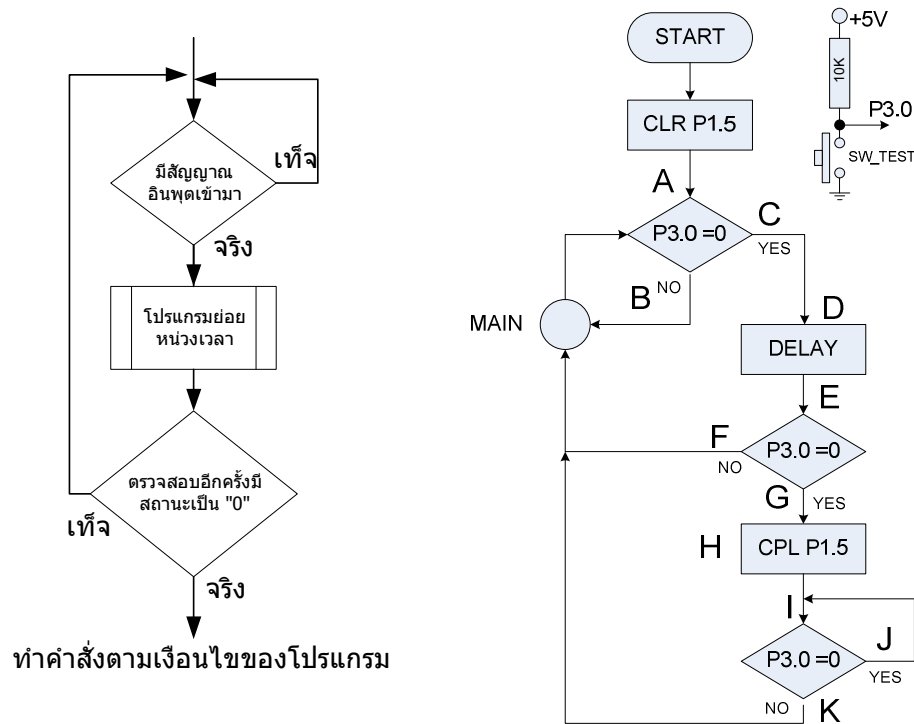 มีสัญญาณ
อินพุตเข้ามา
เท็จ
จริง
โปรแกรมย่อย
หน่วงเวลา
ตรวจสอบอีกครั้งมี
สถานะเป็น "0"
เท็จ
จริง
ทำคำสั่งตามเงือนไขของโปรแกรม
START
CLR P1.5
A
P3.0 =0
C
YES
B
NO
MAIN
D
DELAY
E
F
P3.0 =0
NO
G
YES
H
CPL P1.5
I
P3.0 =0
J
YES
NO
K
+5V
10K
P3.0
SW_TEST